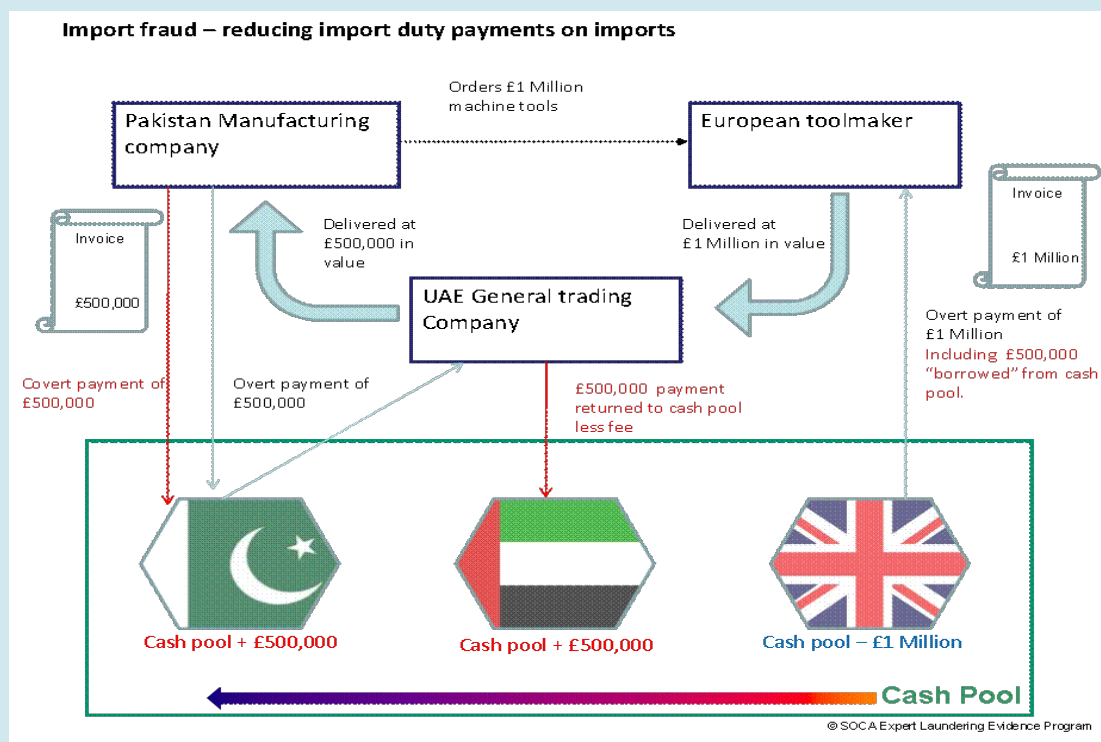 Import fraud – reducing import duty payments on imports
Orders £1 Million
machine tools
Pakistan Manufacturing
company
European toolmaker
Invoice
£1 Million
Invoice
£500,000
Delivered at
£500,000 in
value
Delivered at
£1 Million in value
UAE General trading
Company
Overt payment of
£1 Million
Including £500,000
“borrowed” from cash
pool.
Covert payment of
£500,000
Overt payment of
£500,000
£500,000 payment
returned to cash pool
less fee
Cash pool + £500,000
Cash pool + £500,000
Cash pool – £1 Million
Cash Pool
© SOCA Expert Laundering Evidence Program